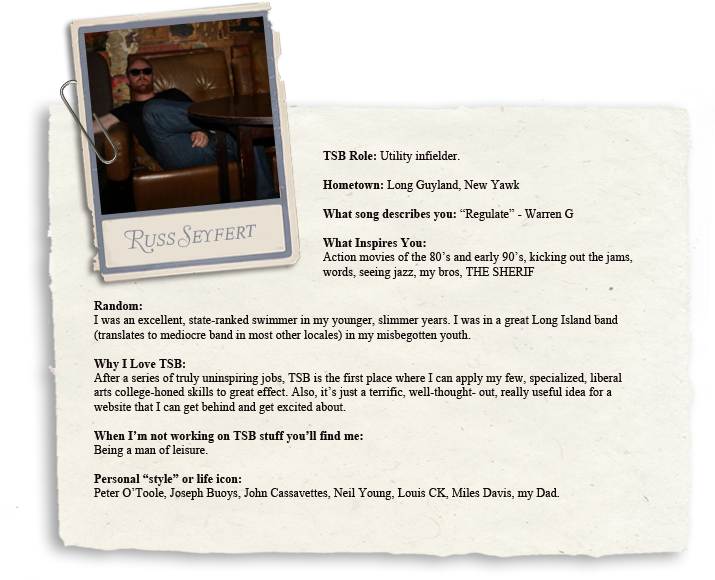 RUSS SEYFERT
TSB Role: Utility infielder.
Hometown: Long Guyland, New Yawk
What song describes you: “Regulate” - Warren G
What Inspires You:
Action movies of the 80’s and early 90’s, kicking out the jams,
words, seeing jazz, my bros, THE SHERIF
Random:
I was an excellent, state-ranked swimmer in my younger, slimmer years. I was in a great Long Island band
(translates to mediocre band in most other locales) in my misbegotten youth.
Why I Love TSB:
After a series of truly uninspiring jobs, TSB is the first place where I can apply my few, specialized, liberal
arts college-honed skills to great effect. Also, it’s just a terrific, well-thought- out, really useful idea for a
website that I can get behind and get excited about.
When I’m not working on TSB stuff you’ll find me:
Being a man of leisure.
Personal “style” or life icon:
Peter O’Toole, Joseph Buoys, John Cassavettes, Neil Young, Louis CK, Miles Davis, my Dad.